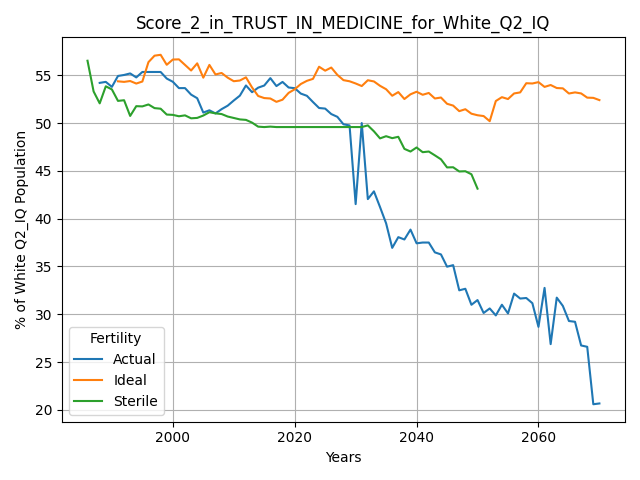 Score_2_in_TRUST_IN_MEDICINE_for_White_Q2_IQ
% of White Q2_IQ Population
55
50
45
40
35
30
25
20
Fertility
Actual
Ideal
Sterile
2000 2020 2040 2060
Years